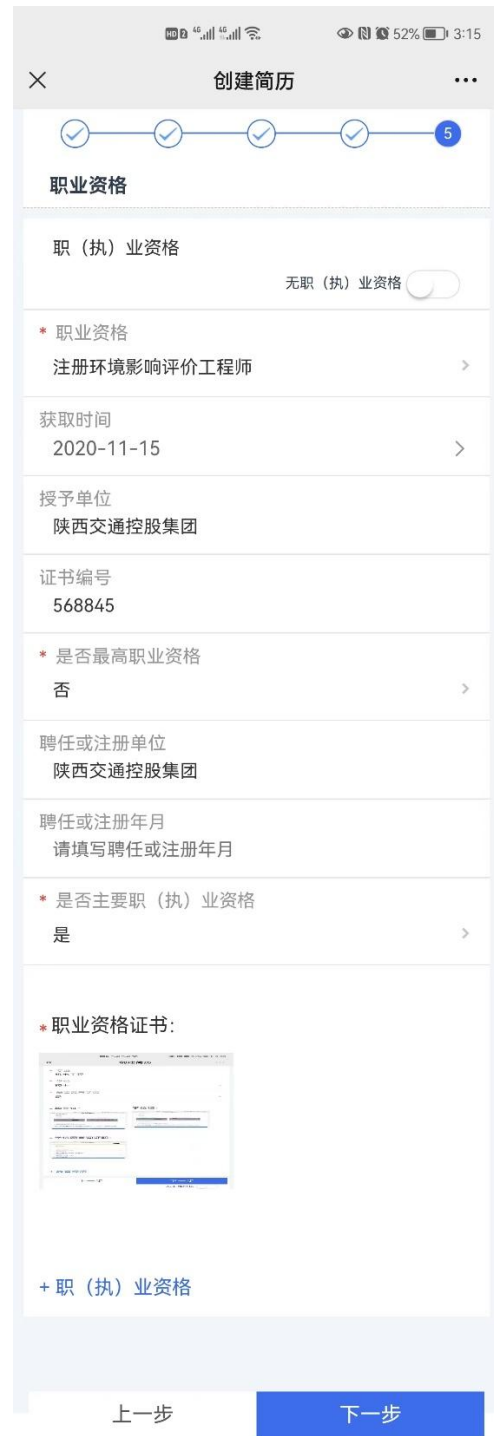 HD 2 4G 4G 52% 3:15
创建简历
5
职业资格
职（执）业资格
无职（执）业资格
* 职业资格
注册环境影响评价工程师
获取时间
2020-11-15
授予单位
陕西交通控股集团
证书编号
568845
* 是否最高职业资格
否
聘任或注册单位
陕西交通控股集团
聘任或注册年月
请填写聘任或注册年月
* 是否主要职（执）业资格
是
*职业资格证书:
+ 职（执）业资格
上一步
下一步